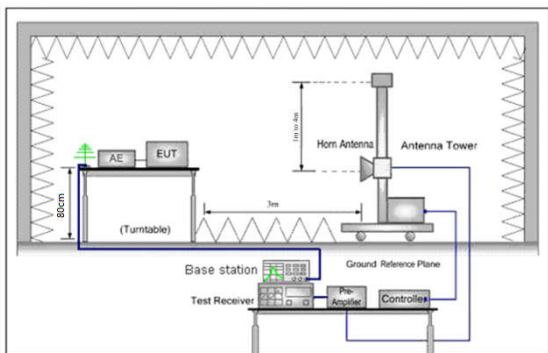 1m to 4m
Horn Antenna
Antenna Tower
AE
EUT
80cm
(Turntable)
3m
Ground Reference Plane
Base station
Test Receiver
Pre-
Amplifier
Controller